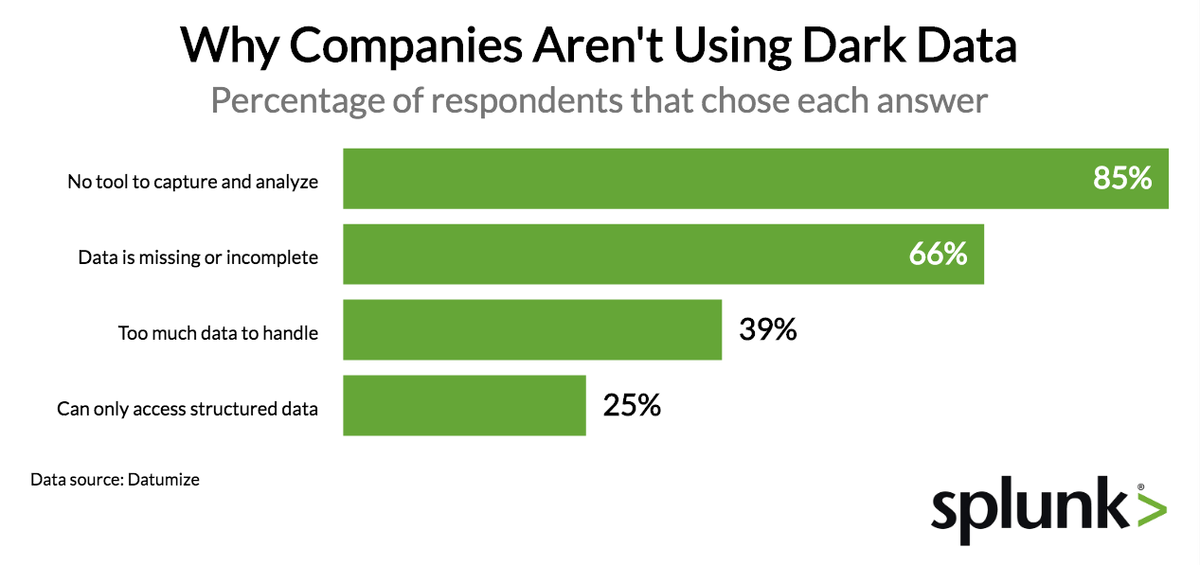 Why Companies Aren't Using Dark Data
Percentage of respondents that chose each answer
No tool to capture and analyze
85%
Data is missing or incomplete
66%
Too much data to handle
39%
Can only access structured data
25%
Data source: Datumize
splunk®>